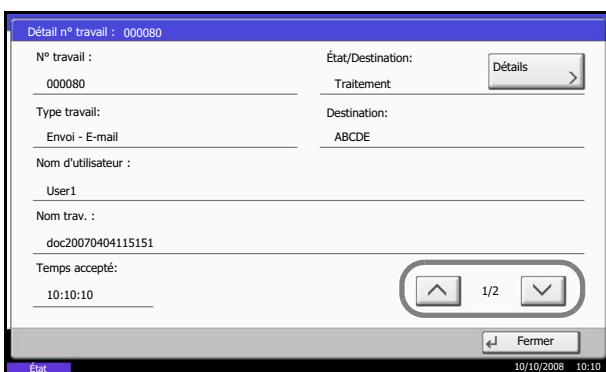 Détail n° travail : 000080
N° travail :
000080
État/Destination:
Traitement
Détails
Type travail:
Envoi - E-mail
Destination:
ABCDE
Nom d'utilisateur :
User1
Nom trav. :
doc20070404115151
Temps accepté:
10:10:10
1/2
Fermer
État
10/10/2008 10:10